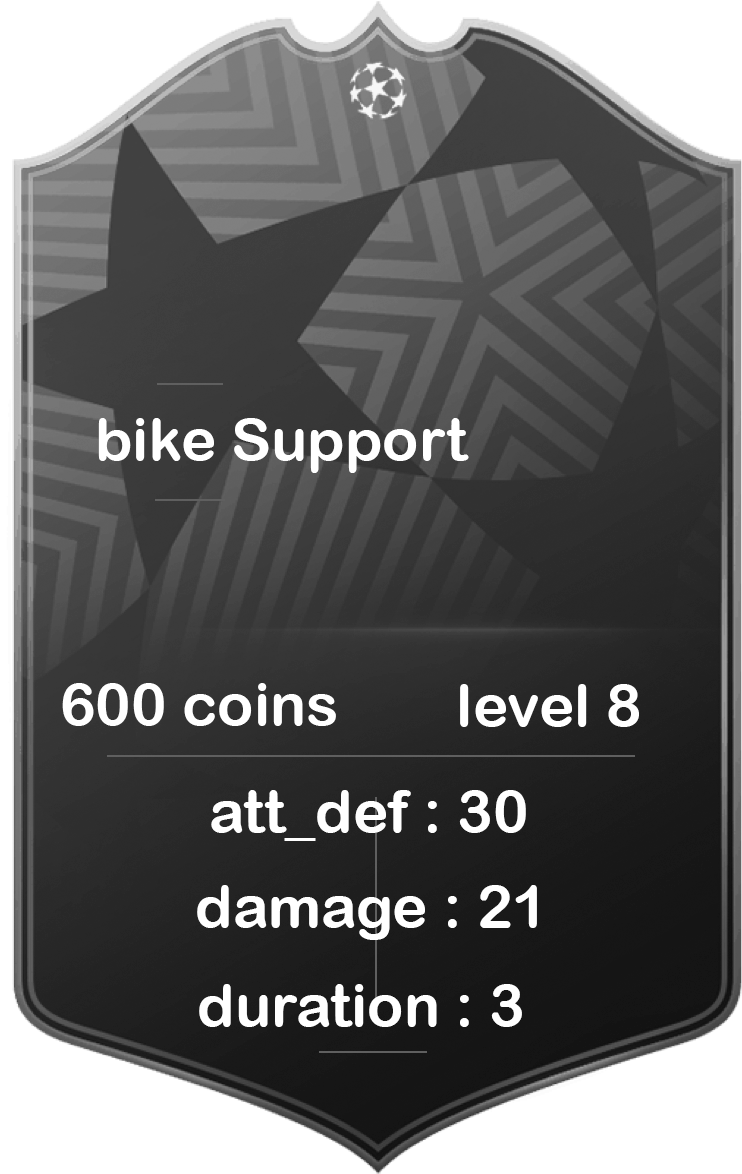 bike Support
600 coins level 8
att_def : 30
damage : 21
duration : 3